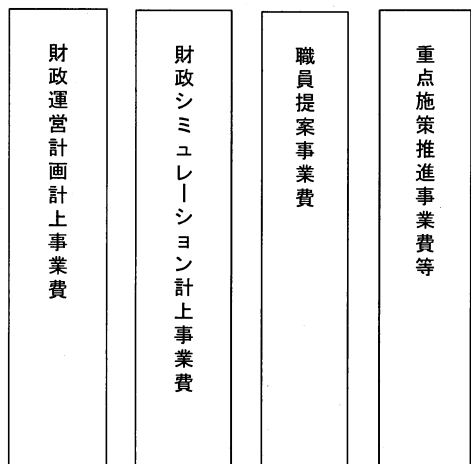 財政運営計画計上事業費
財政シミュレーション計上事業費
職員提案事業費
重点施策推進事業費等